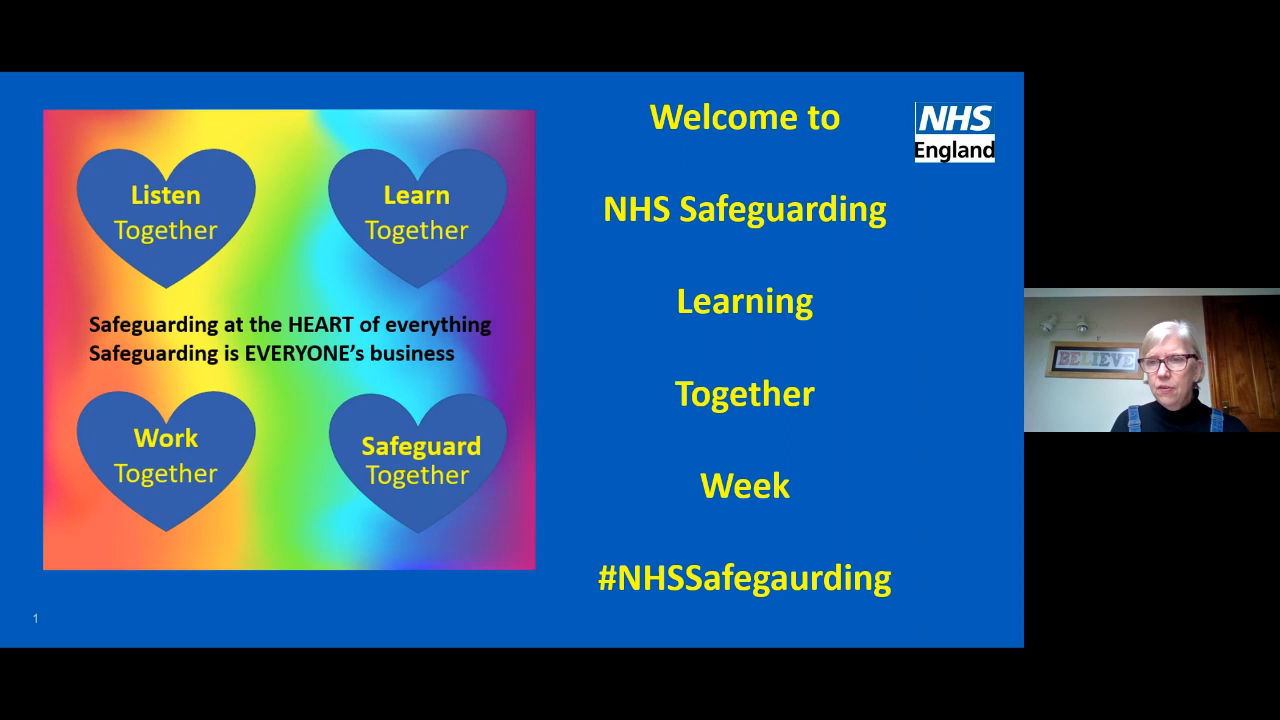 Listen
Together
Learn
Together
Safeguarding at the HEART of everything
Safeguarding is EVERYONE's business
Work
Together
Safeguard
Together
1
Welcome to
NHS Safeguarding
Learning
Together
Week
#NHSSafegaurding
NHS
England
BELIEVE